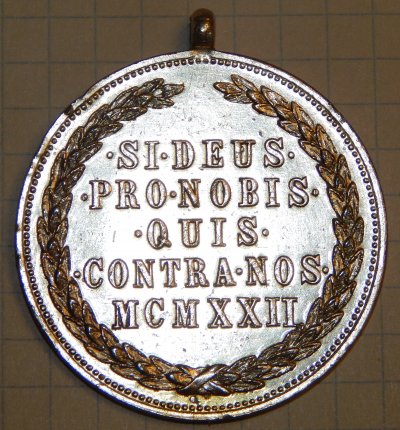 ·SI·DEUS·
·PRO·NOBIS·
·QUIS·
·CONTRA·NOS·
MCMXXII